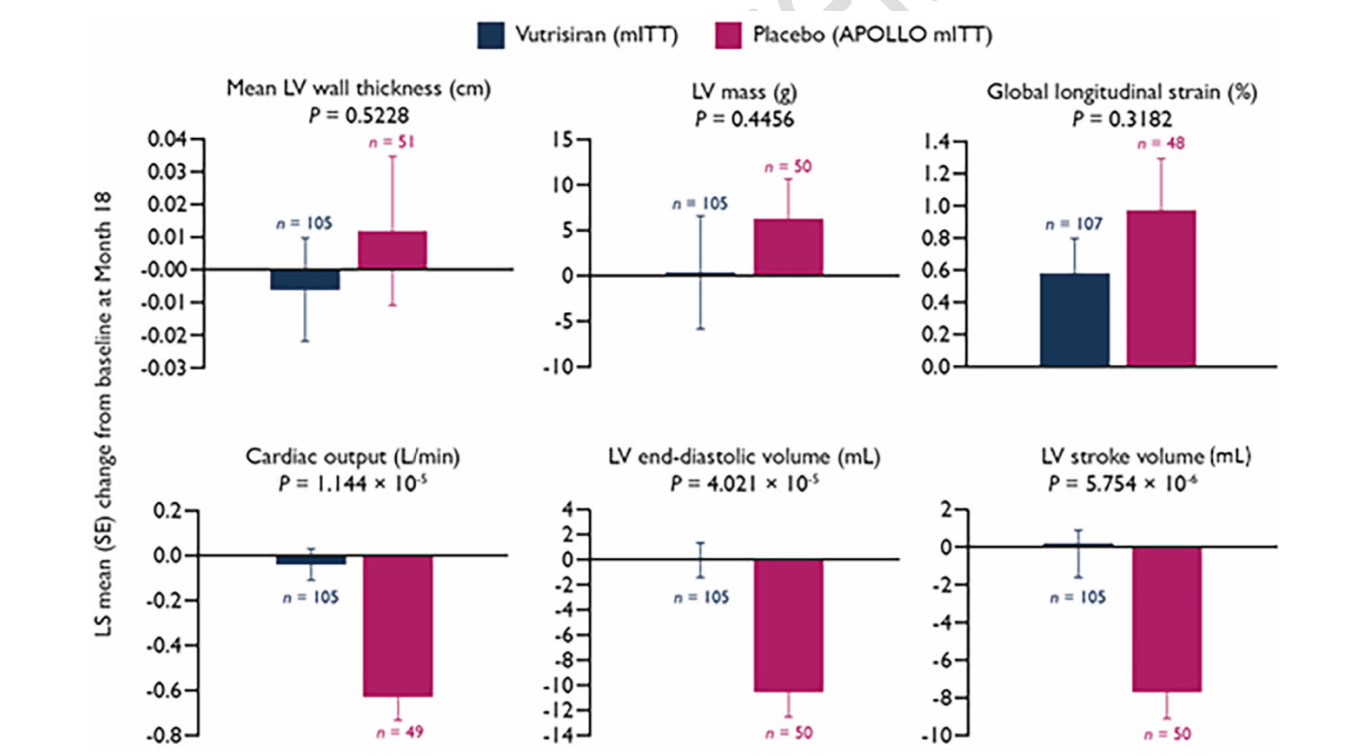 Vutrisiran (mITT) Placebo (APOLLO mITT)
LS mean (SE) change from baseline at Month 18
Mean LV wall thickness (cm)
P = 0.5228
0.04
0.03
0.02
0.01
-0.00
-0.01
-0.02
-0.03
n = 105
n = 51
LV mass (g)
P = 0.4456
15
10
5
0
-5
-10
n = 105
n = 50
Global longitudinal strain (%)
P = 0.3182
1.4
1.2
1.0
0.8
0.6
0.4
0.2
0.0
n = 107
n = 48
Cardiac output (L/min)
P = 1.144 × 10⁻⁵
0.2
0.0
-0.2
-0.4
-0.6
-0.8
n = 105
n = 49
LV end-diastolic volume (mL)
P = 4.021 × 10⁻⁵
4
2
0
-2
-4
-6
-8
-10
-12
-14
n = 105
n = 50
LV stroke volume (mL)
P = 5.754 × 10⁻⁶
2
0
-2
-4
-6
-8
-10
n = 105
n = 50